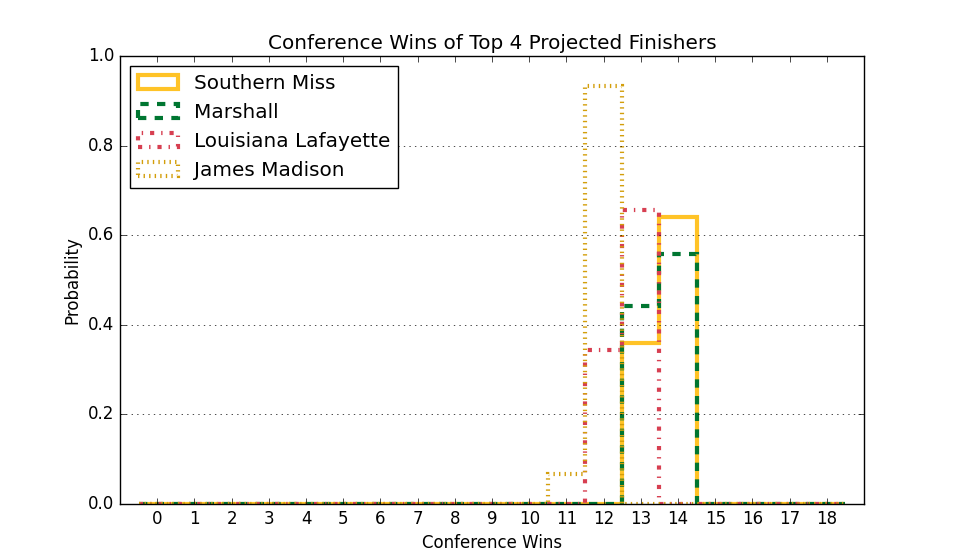 Conference Wins of Top 4 Projected Finishers
Southern Miss
Marshall
Louisiana Lafayette
James Madison
Probability
1.0
0.8
0.6
0.4
0.2
0.0
0 1 2 3 4 5 6 7 8 9 10 11 12 13 14 15 16 17 18
Conference Wins